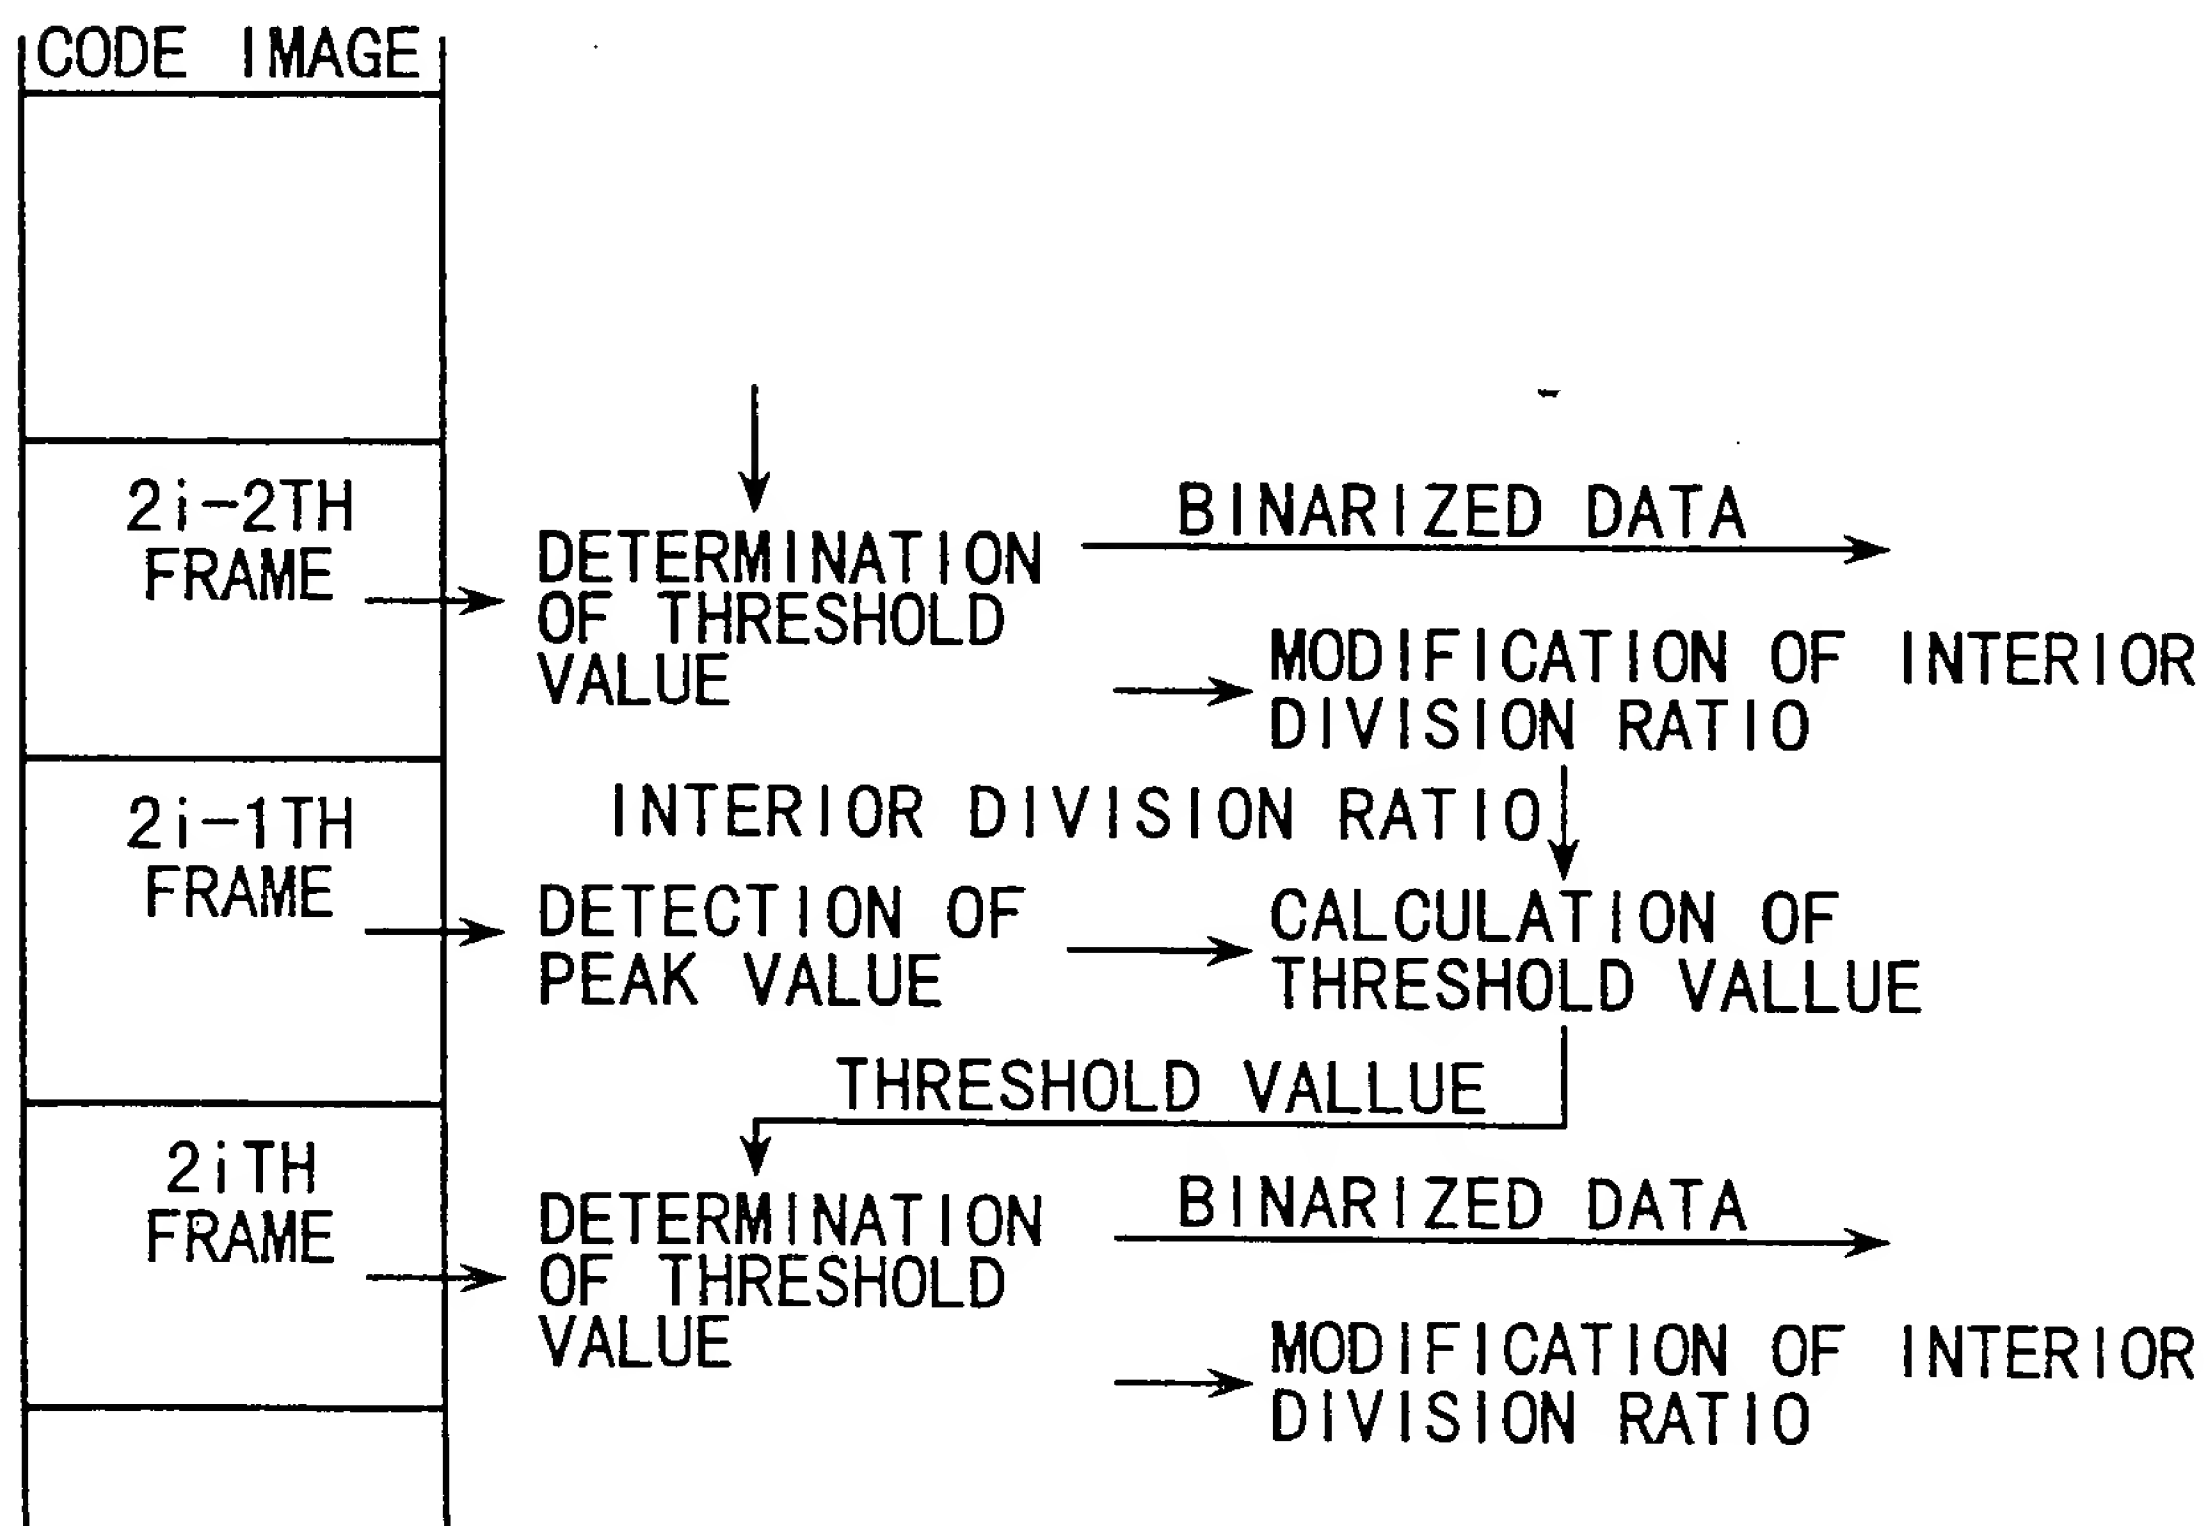 CODE IMAGE
2i-2TH
FRAME
DETERMINATION
OF THRESHOLD
VALUE
BINARIZED DATA
MODIFICATION OF INTERIOR
DIVISION RATIO
2i-1TH
FRAME
INTERIOR DIVISION RATIO
DETECTION OF
PEAK VALUE
CALCULATION OF
THRESHOLD VALLUE
THRESHOLD VALLUE
2iTH
FRAME
DETERMINATION
OF THRESHOLD
VALUE
BINARIZED DATA
MODIFICATION OF INTERIOR
DIVISION RATIO